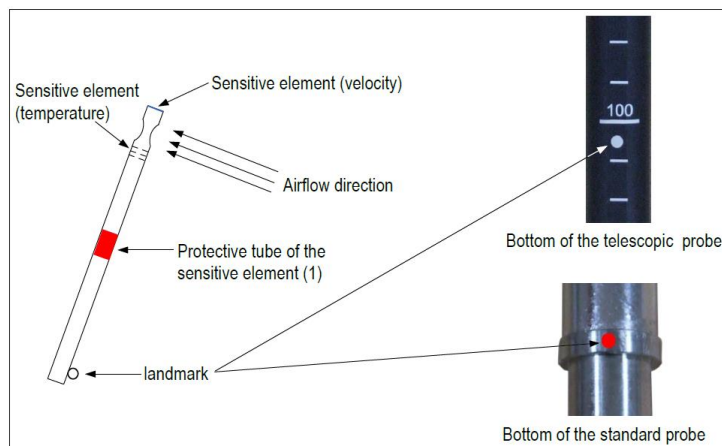 Sensitive element
(temperature)
Sensitive element (velocity)
Airflow direction
Protective tube of the
sensitive element (1)
landmark
100
Bottom of the telescopic probe
Bottom of the standard probe